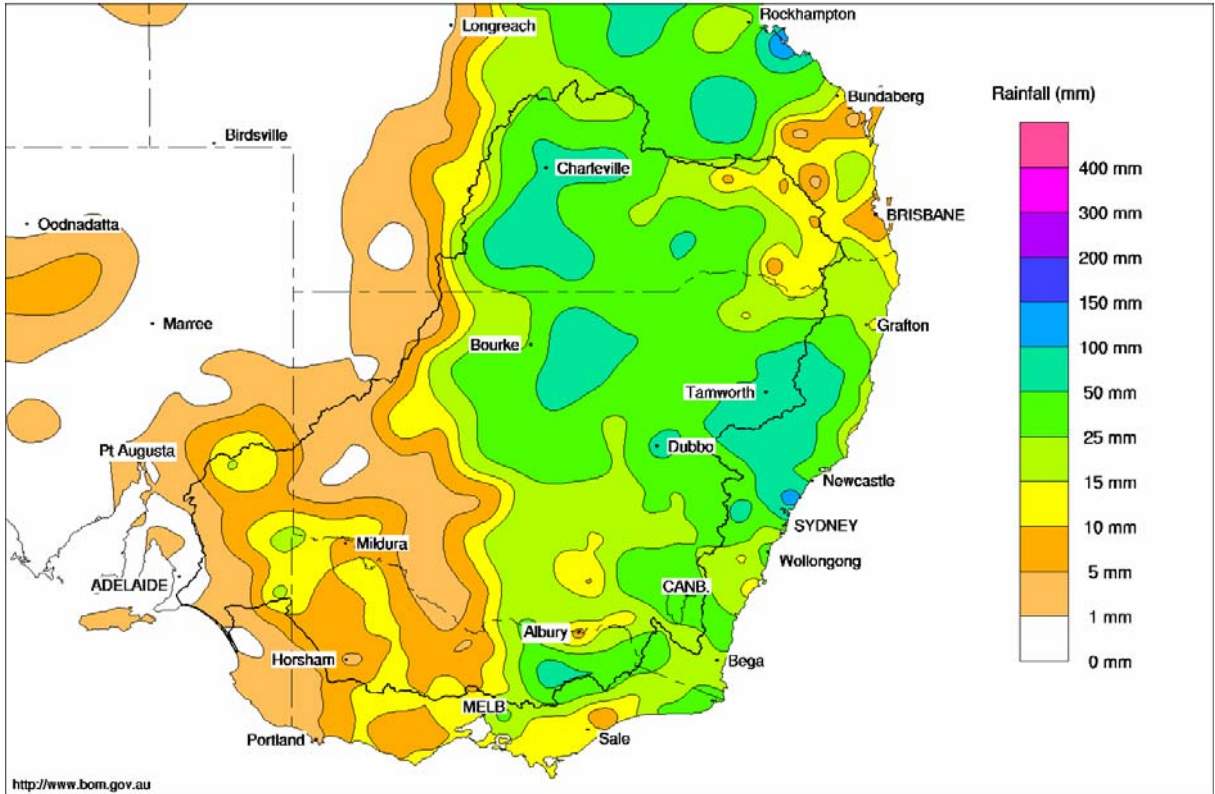 Rockhampton
Longreach
Bundaberg
Rainfall (mm)
Birdsville
Charleville
400 mm
Oodnadatta
BRISBANE
300 mm
200 mm
150 mm
Marree
Grafton
Bourke
100 mm
Tamworth
50 mm
25 mm
Pt Augusta
Dubbo
Newcastle
15 mm
SYDNEY
10 mm
Mildura
Wollongong
5 mm
ADELAIDE
CANB.
1 mm
Albury
Horsham
Bega
0 mm
MELB
Portland
Sale
http://www.bom.gov.au